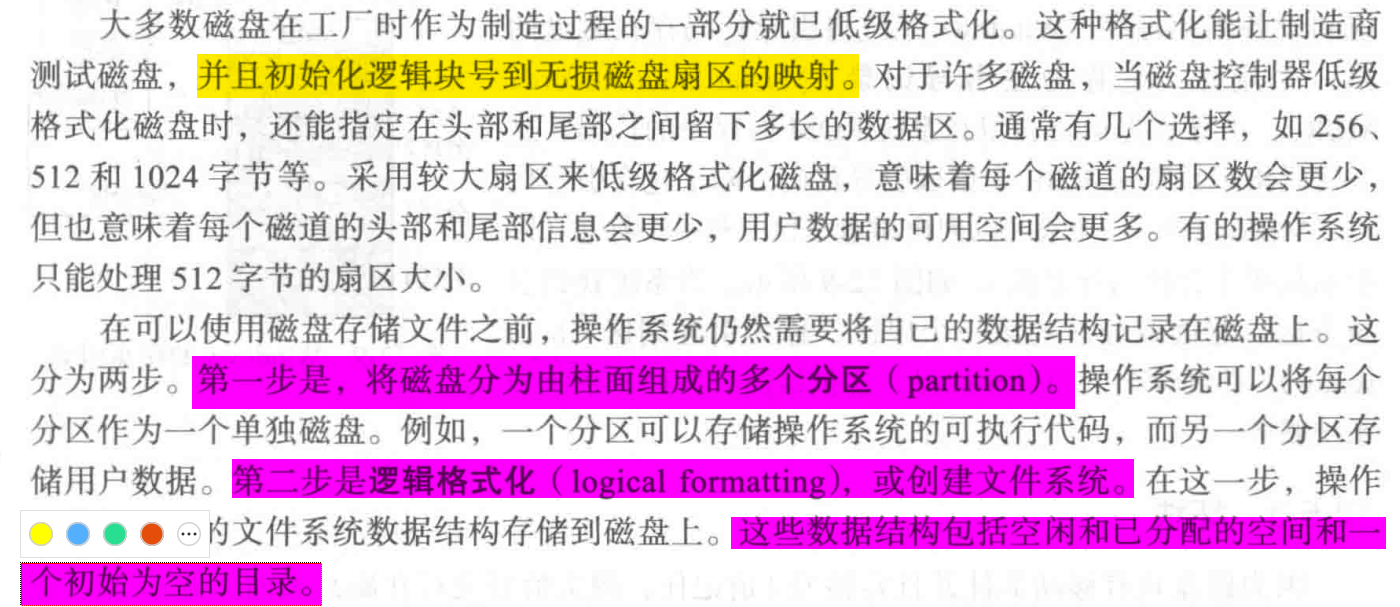 大多数磁盘在工厂时作为制造过程的一部分就已低级格式化。这种格式化能让制造商
测试磁盘，并且初始化逻辑块号到无损磁盘扇区的映射。对于许多磁盘，当磁盘控制器低级
格式化磁盘时，还能指定在头部和尾部之间留下多长的数据区。通常有几个选择，如256、
512 和 1024 字节等。采用较大扇区来低级格式化磁盘，意味着每个磁道的扇区数会更少，
但也意味着每个磁道的头部和尾部信息会更少，用户数据的可用空间会更多。有的操作系统
只能处理 512 字节的扇区大小。
在可以使用磁盘存储文件之前，操作系统仍然需要将自己的数据结构记录在磁盘上。这
分为两步。第一步是，将磁盘分为由柱面组成的多个分区（partition）。操作系统可以将每个
分区作为一个单独磁盘。例如，一个分区可以存储操作系统的可执行代码，而另一个分区存
储用户数据。第二步是逻辑格式化（logical formatting），或创建文件系统。在这一步，操作
的文件系统数据结构存储到磁盘上。这些数据结构包括空闲和已分配的空间和一
个初始为空的目录。